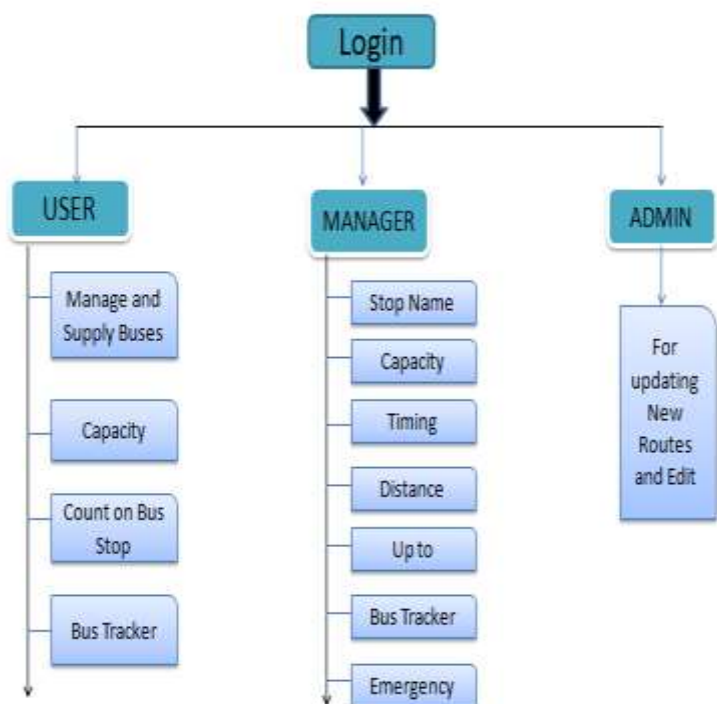 Login
USER
Manage and
Supply Buses
Capacity
Count on Bus
Stop
Bus Tracker
MANAGER
Stop Name
Capacity
Timing
Distance
Up to
Bus Tracker
Emergency
ADMIN
For
updating
New
Routes
and Edit